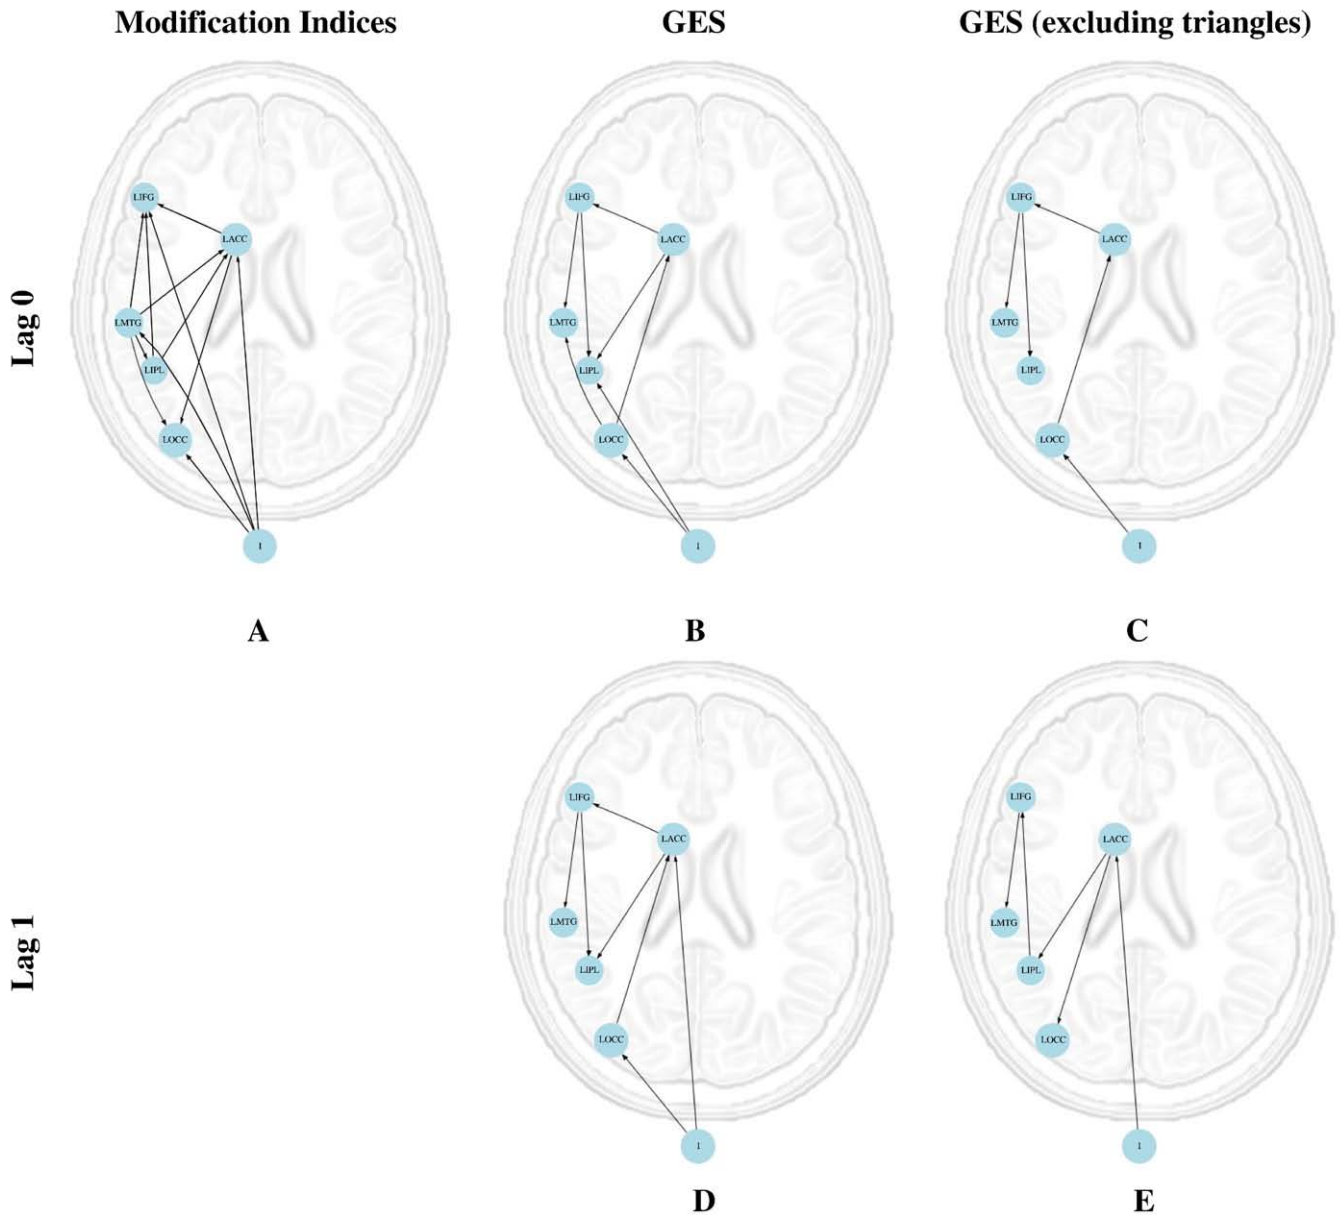 Modification Indices
GES
GES (excluding triangles)
Lag 0
LIFG
LACC
LMTG
LIPL
LOCC
I
A
LIFG
LACC
LMTG
LIPL
LOCC
I
B
LIFG
LACC
LMTG
LIPL
LOCC
I
C
Lag 1
LIFG
LACC
LMTG
LIPL
LOCC
I
D
LIFG
LACC
LMTG
LIPL
LOCC
I
E